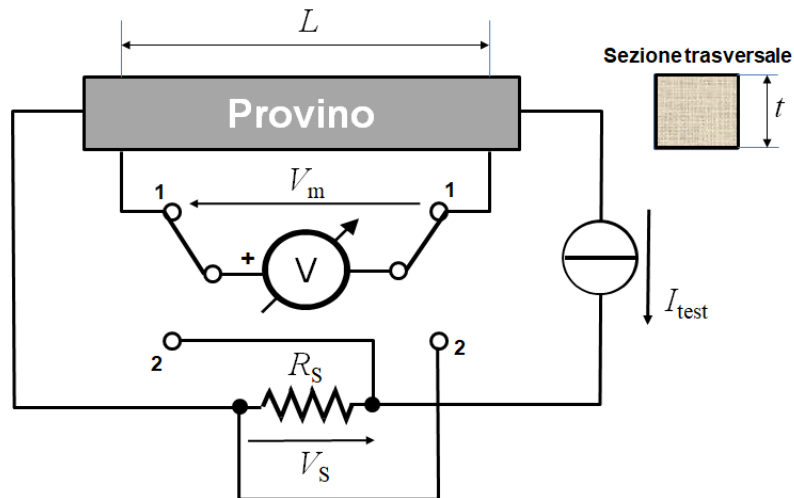 L
Sezione trasversale
Provino
t
1
V_m
1
+
V
I_test
2
2
R_S
V_S